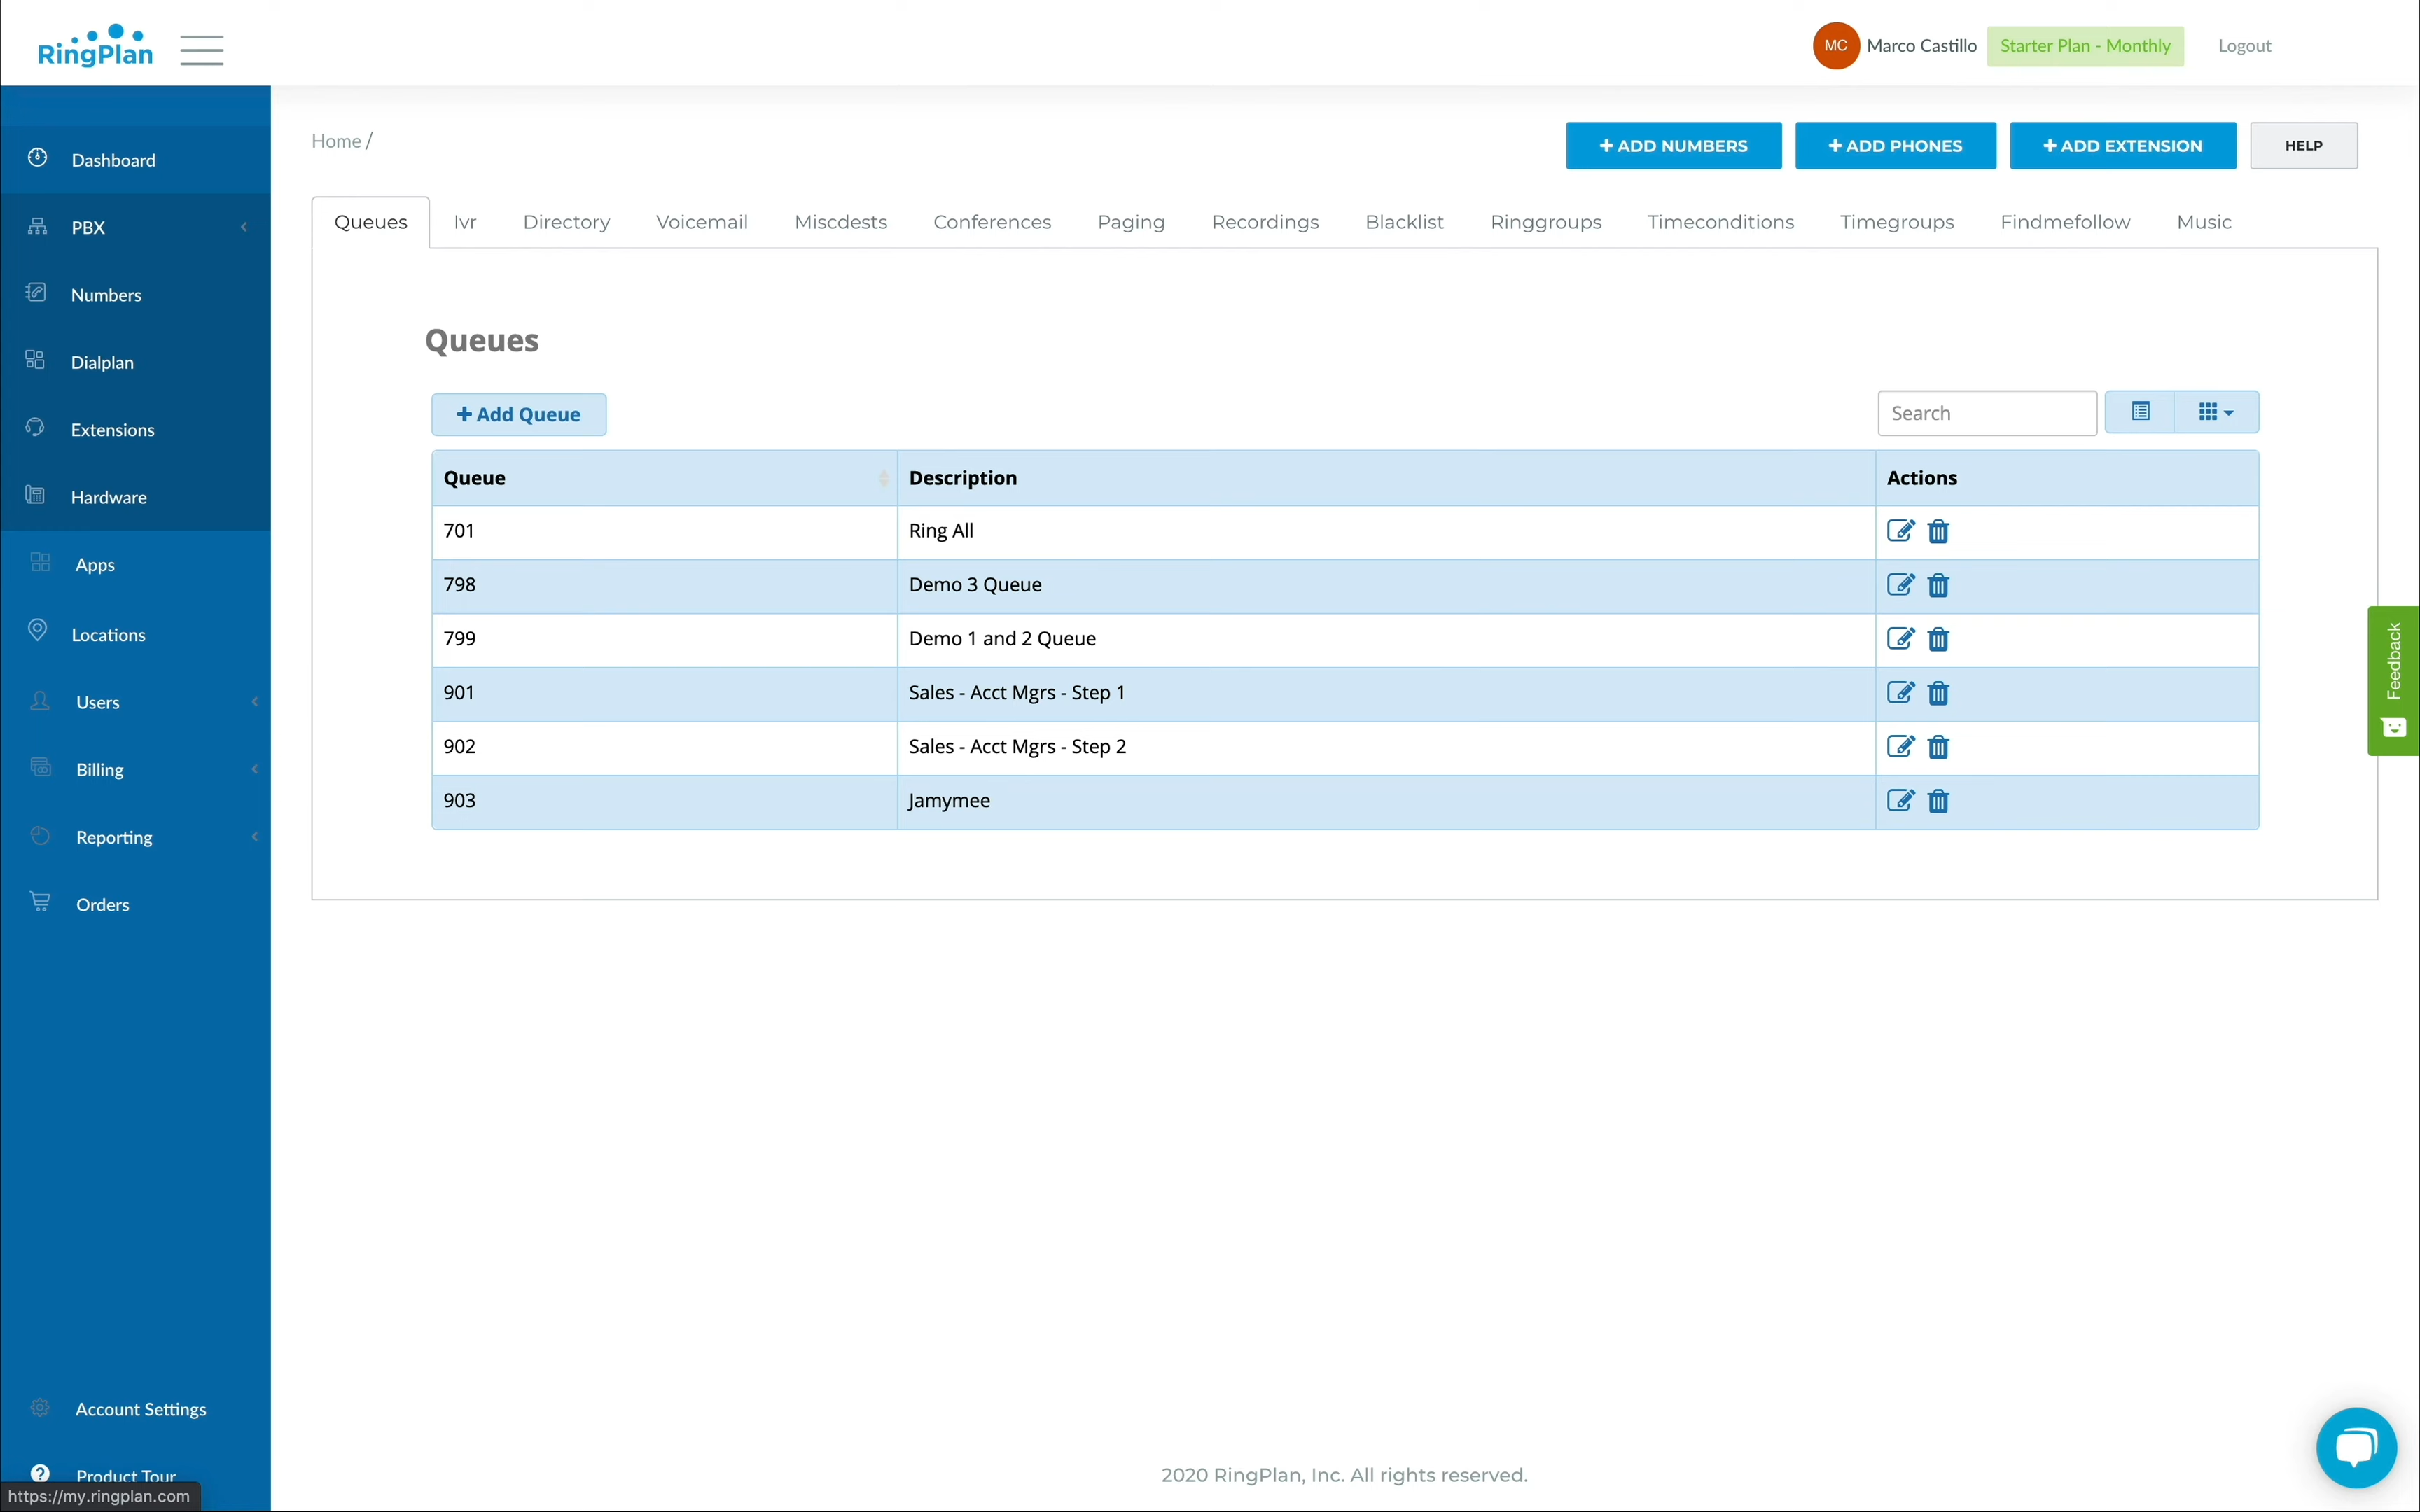 RingPlan
MC Marco Castillo Starter Plan - Monthly Logout
Dashboard
PBX
Numbers
Dialplan
Extensions
Hardware
Apps
Locations
Users
Billing
Reporting
Orders
Account Settings
Product Tour
https://my.ringplan.com
Home /
+ ADD NUMBERS + ADD PHONES + ADD EXTENSION HELP
Queues Ivr Directory Voicemail Miscdests Conferences Paging Recordings Blacklist Ringgroups Timeconditions Timegroups Findmefollow Music
Queues
+ Add Queue Search
Queue Description Actions
701 Ring All
798 Demo 3 Queue
799 Demo 1 and 2 Queue
901 Sales - Acct Mgrs - Step 1
902 Sales - Acct Mgrs - Step 2
903 Jamymee
Feedback
2020 RingPlan, Inc. All rights reserved.